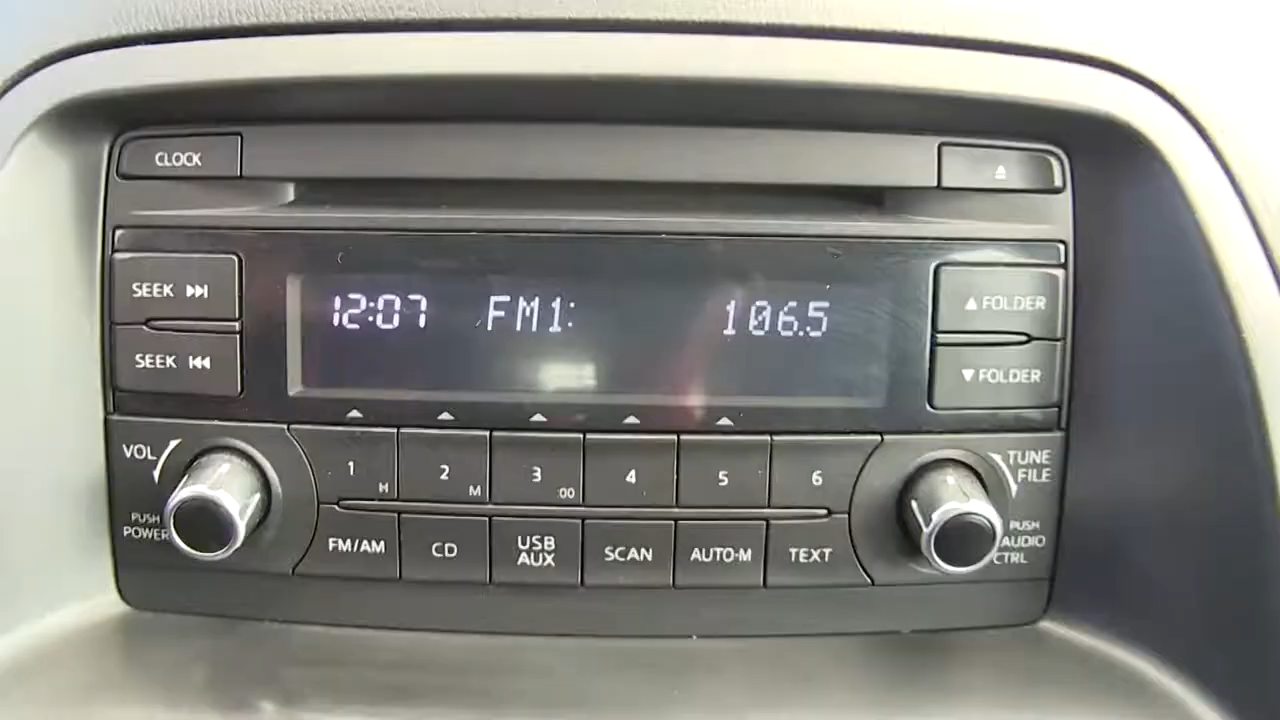 CLOCK
SEEK
SEEK
12:07 FM1: 106.5
▲ FOLDER
▼ FOLDER
VOL
PUSH
POWER
1 H
2 M
3 :00
4
5
6
FM/AM
CD
USB
AUX
SCAN
AUTO-M
TEXT
TUNE
FILE
PUSH
AUDIO
CTRL